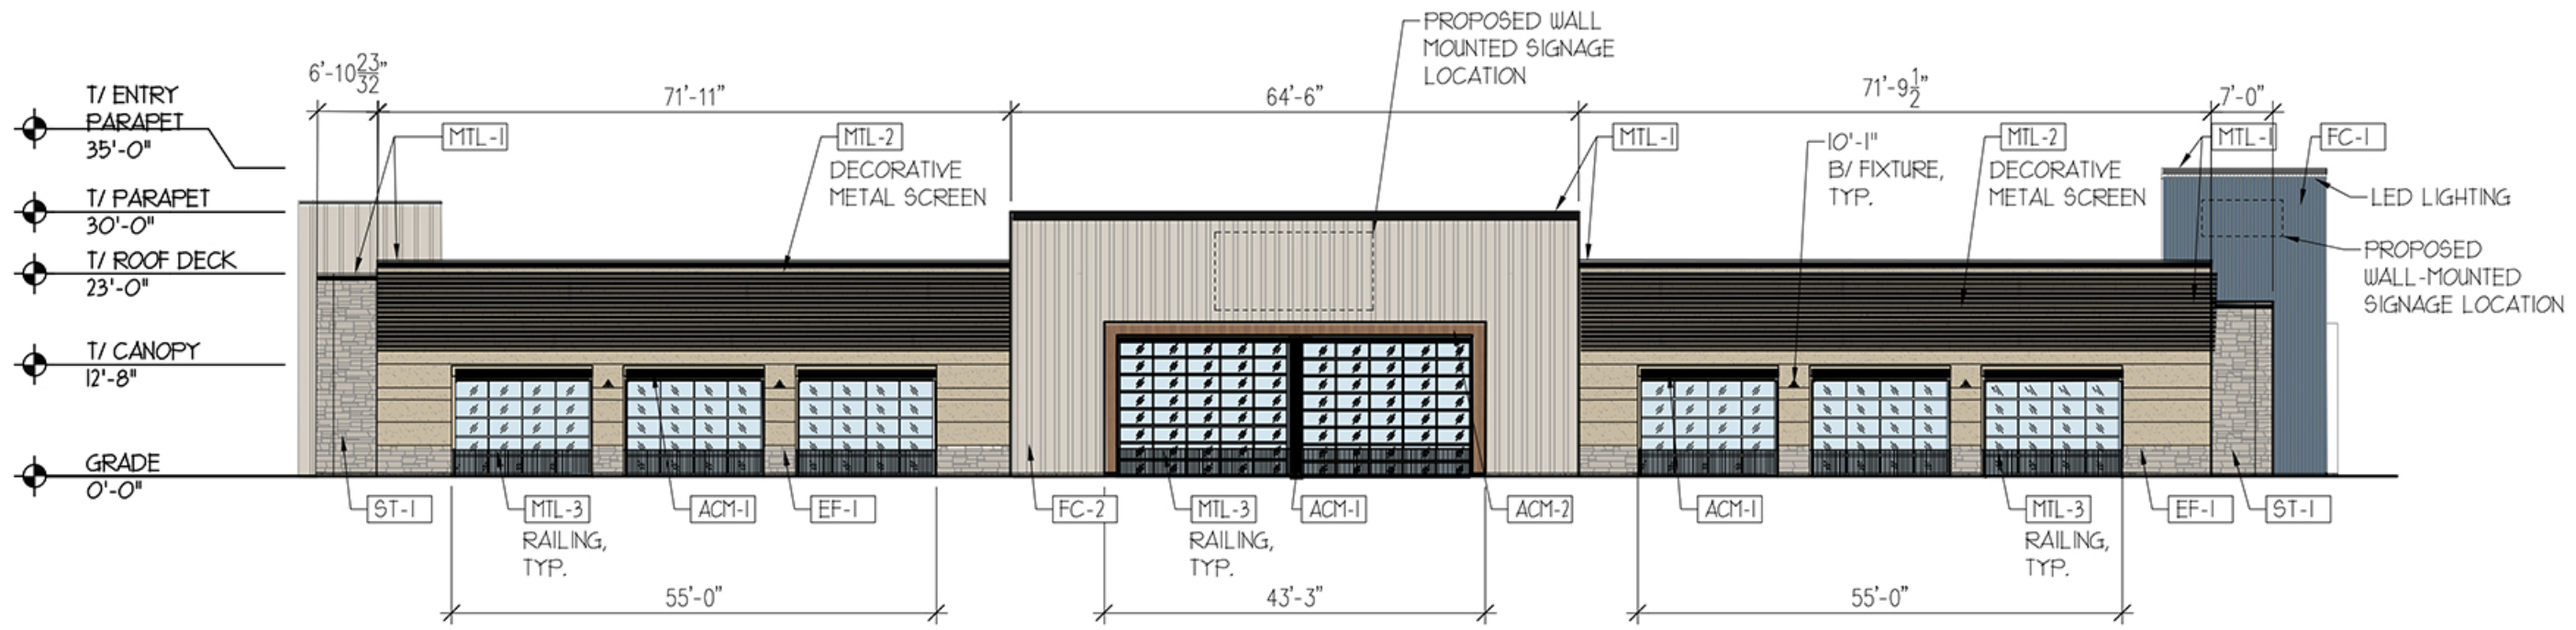 PROPOSED WALL
MOUNTED SIGNAGE
LOCATION
6'-10 23/32"
71'-11"
64'-6"
71'-9 1/2"
7'-0"
T/ ENTRY
PARAPET
35'-0"
T/ PARAPET
30'-0"
T/ ROOF DECK
23'-0"
T/ CANOPY
12'-8"
GRADE
0'-0"
MTL-1
MTL-2
DECORATIVE
METAL SCREEN
MTL-1
10'-1"
B/ FIXTURE,
TYP.
MTL-2
DECORATIVE
METAL SCREEN
MTL-1
FC-1
LED LIGHTING
PROPOSED
WALL-MOUNTED
SIGNAGE LOCATION
ST-1
MTL-3
RAILING,
TYP.
ACM-1
EF-1
FC-2
MTL-3
RAILING,
TYP.
ACM-1
ACM-2
ACM-1
MTL-3
RAILING,
TYP.
EF-1
ST-1
55'-0"
43'-3"
55'-0"